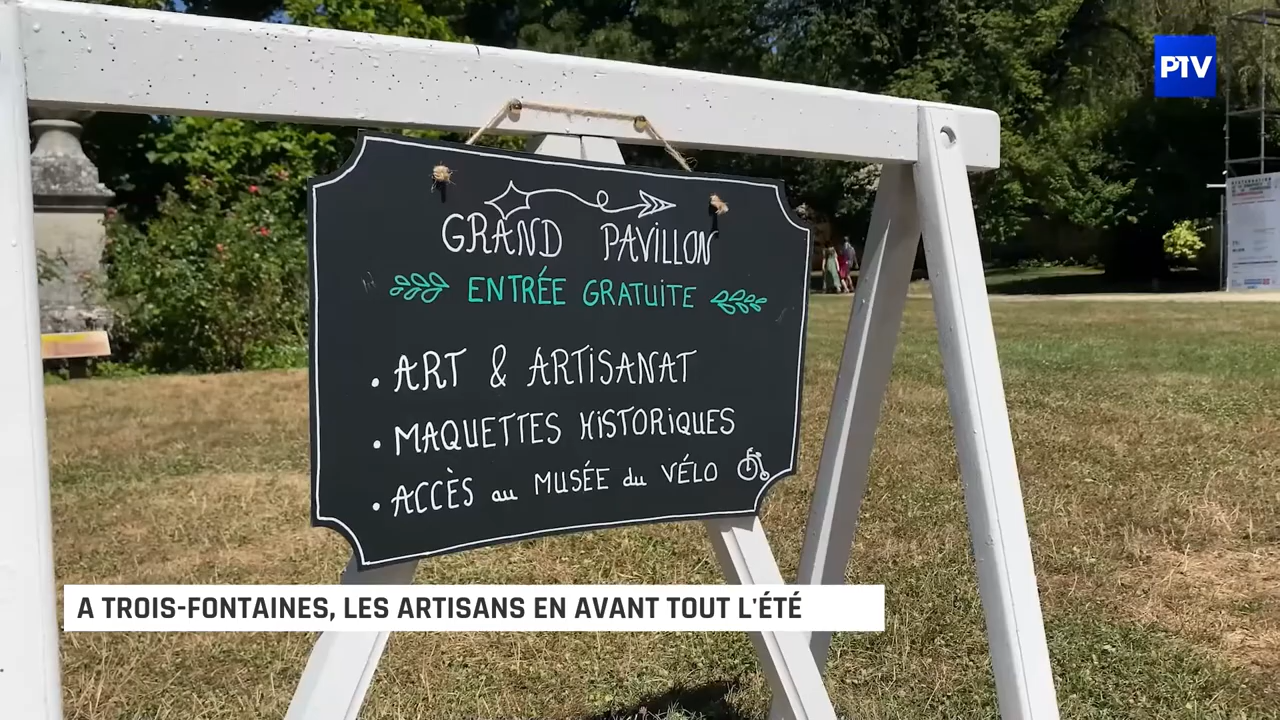 PTV
GRAND PAVILLON
ENTRÉE GRATUITE
• ART & ARTISANAT
• MAQUETTES HISTORIQUES
• ACCÈS au MUSÉE du VÉLO
A TROIS-FONTAINES, LES ARTISANS EN AVANT TOUT L'ÉTÉ